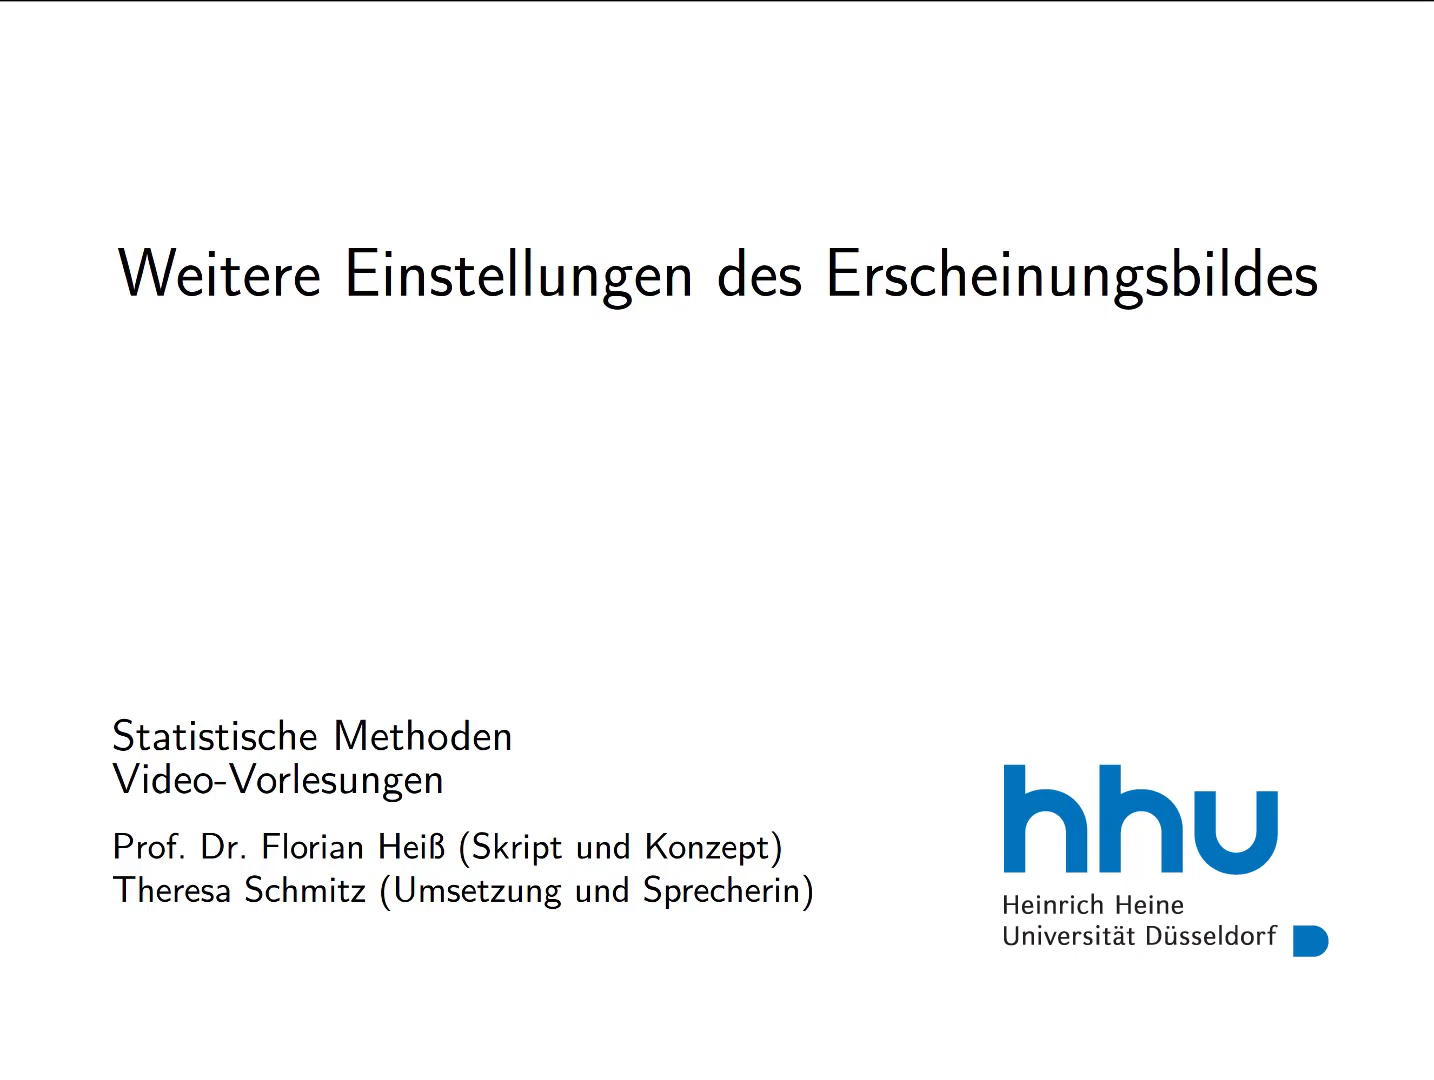 Weitere Einstellungen des Erscheinungsbildes
Statistische Methoden
Video-Vorlesungen
Prof. Dr. Florian Heiß (Skript und Konzept)
Theresa Schmitz (Umsetzung und Sprecherin)
hhu
Heinrich Heine
Universität Düsseldorf